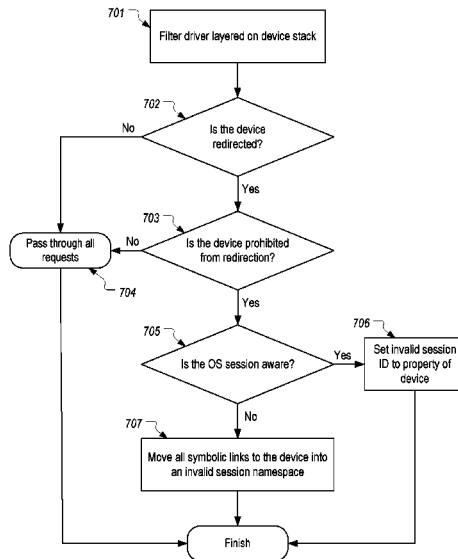 701
Filter driver layered on device stack
702
No
Is the device
redirected?
Yes
703
Pass through all
requests
No
Is the device prohibited
from redirection?
704
Yes
705
706
Is the OS session aware?
Yes
Set invalid session
ID to property of
device
No
707
Move all symbolic links to the device into
an invalid session namespace
Finish